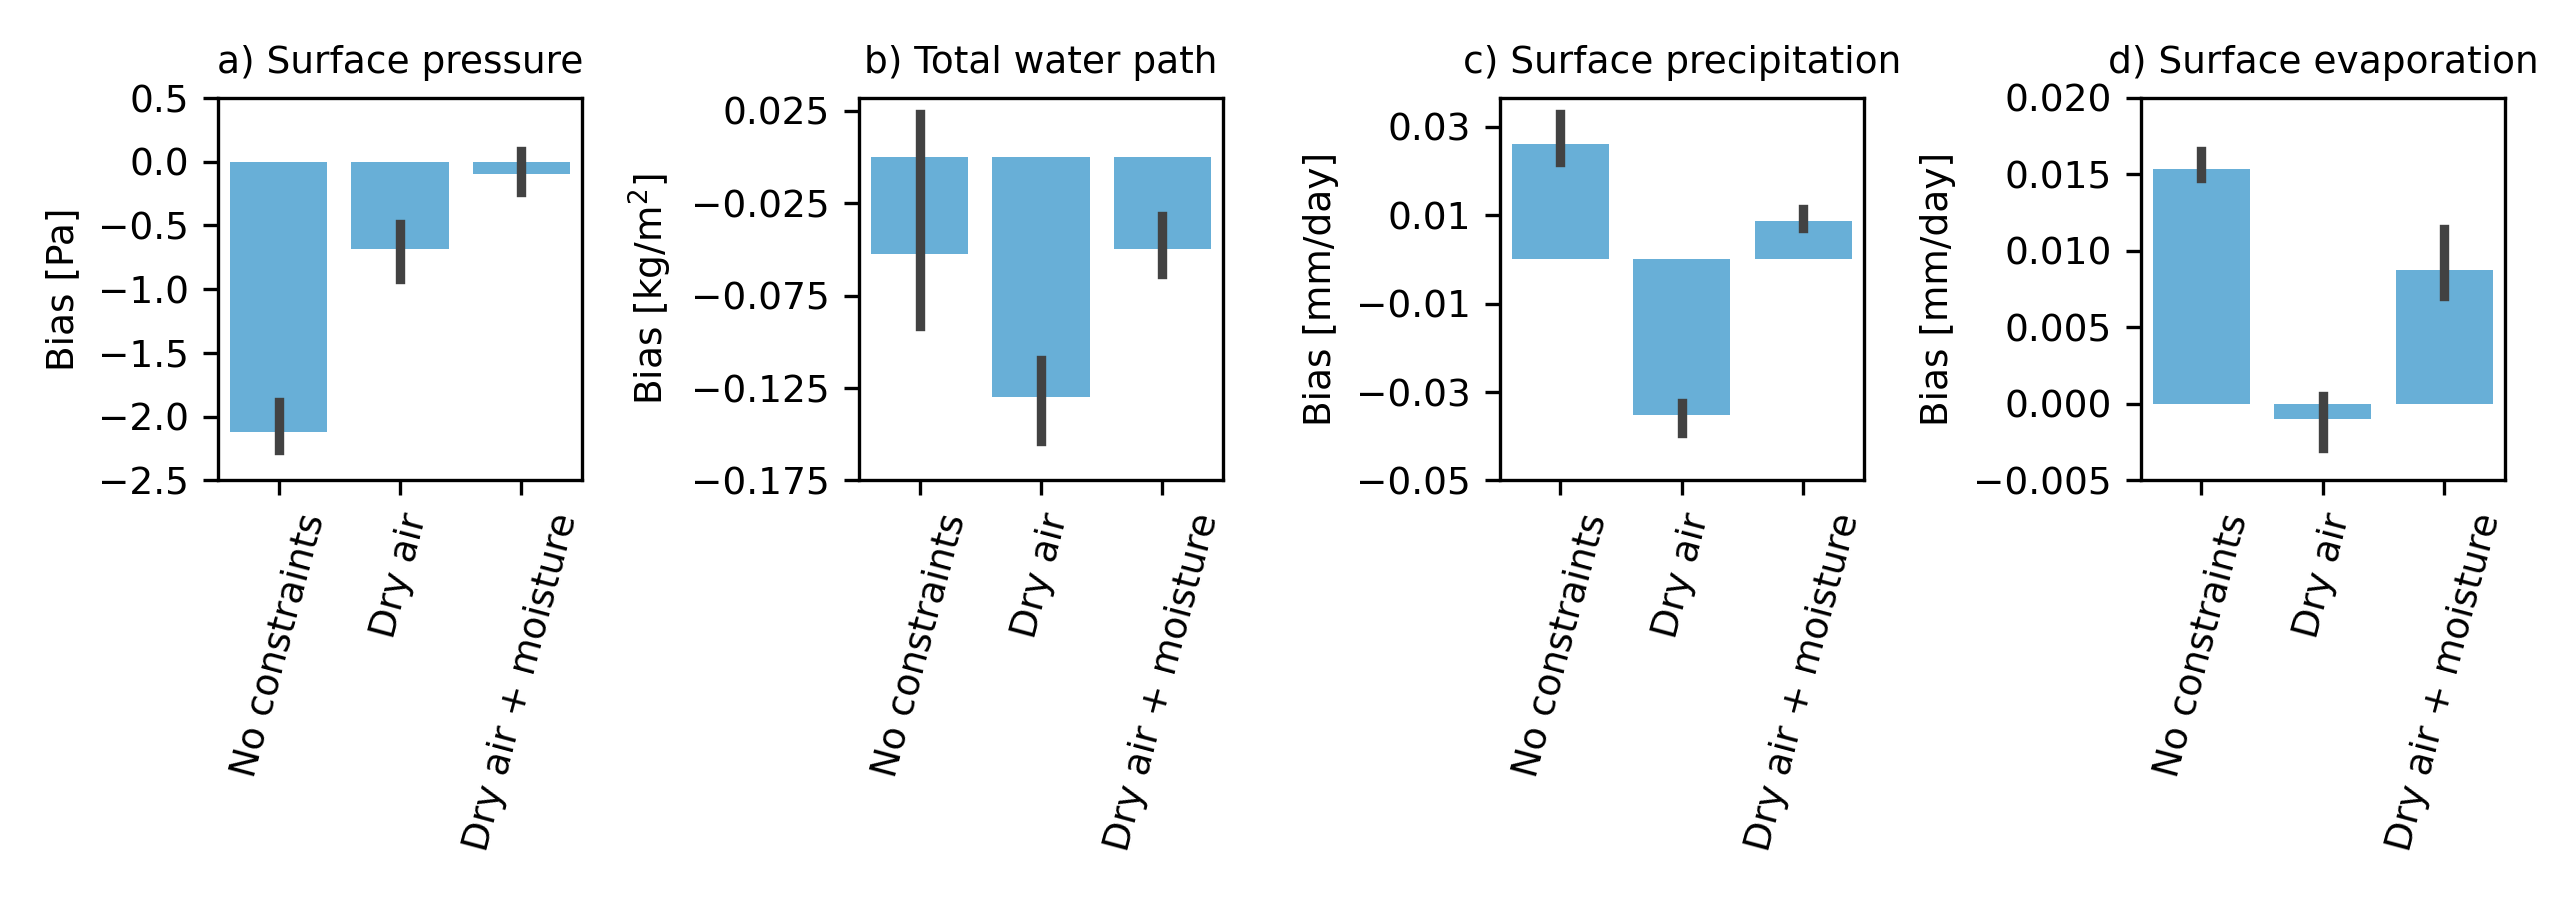 a) Surface pressure
Bias [Pa]
0.5
0.0
−0.5
−1.0
−1.5
−2.0
−2.5
No constraints
Dry air
Dry air + moisture
b) Total water path
Bias [kg/m²]
0.025
−0.025
−0.075
−0.125
−0.175
No constraints
Dry air
Dry air + moisture
c) Surface precipitation
Bias [mm/day]
0.03
0.01
−0.01
−0.03
−0.05
No constraints
Dry air
Dry air + moisture
d) Surface evaporation
Bias [mm/day]
0.020
0.015
0.010
0.005
0.000
−0.005
No constraints
Dry air
Dry air + moisture